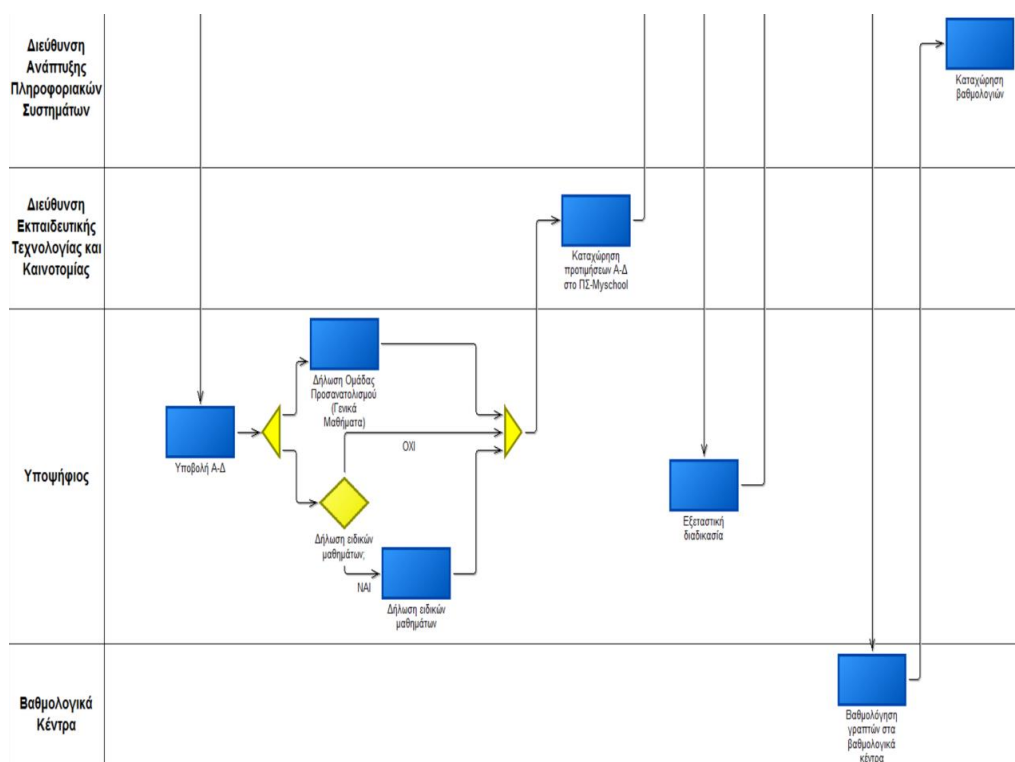 Διεύθυνση
Ανάπτυξης
Πληροφοριακών
Συστημάτων
Καταχώρηση
βαθμολογιών
Διεύθυνση
Εκπαιδευτικής
Τεχνολογίας και
Καινοτομίας
Καταχώρηση
προτιμήσεων Α-Δ
στο ΠΣ-Myschool
Υποψήφιος
Υποβολή Α-Δ
Δήλωση Ομάδας
Προσανατολισμού
(Γενικά
Μαθήματα)
ΟΧΙ
Δήλωση ειδικών
μαθημάτων;
ΝΑΙ
Δήλωση ειδικών
μαθημάτων
Εξεταστική
διαδικασία
Βαθμολογικά
Κέντρα
Βαθμολόγηση
γραπτών στα
βαθμολογικά
κέντρα